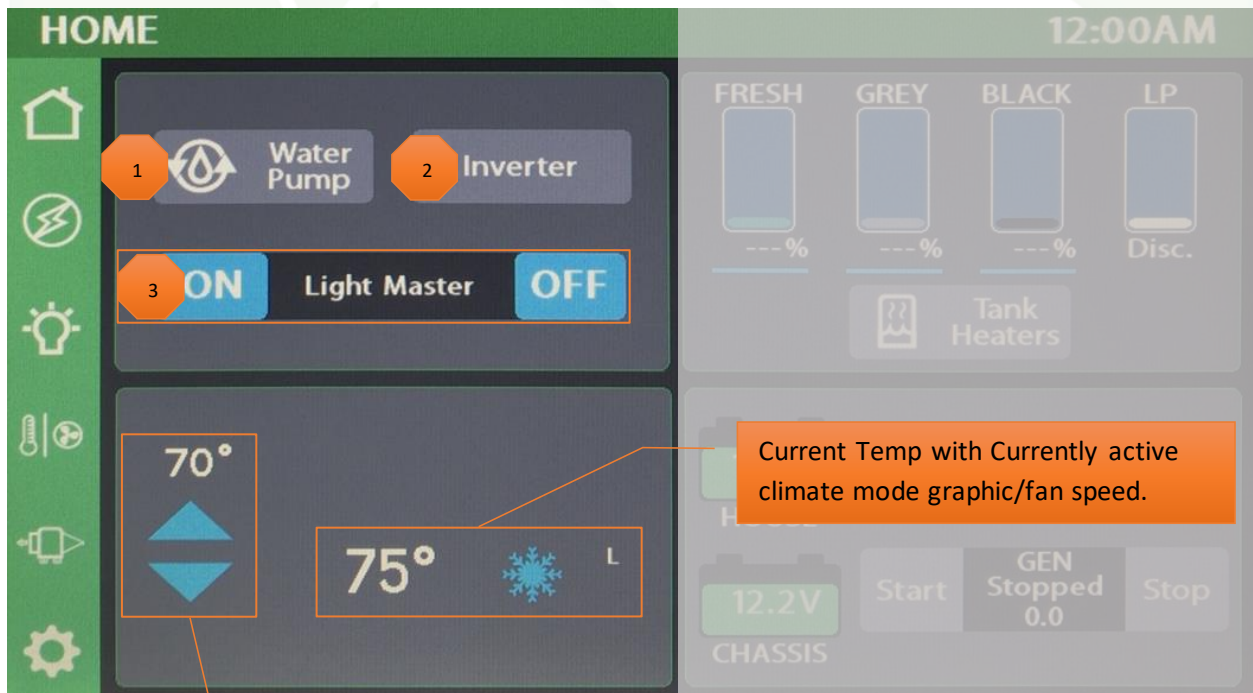 HOME
12:00AM
1
Water
Pump
2
Inverter
3
ON
Light Master
OFF
FRESH
GREY
BLACK
LP
---%
---%
---%
Disc.
Tank
Heaters
70°
75°
L
Current Temp with Currently active
climate mode graphic/fan speed.
12.2V
CHASSIS
Start
GEN
Stopped
0.0
Stop